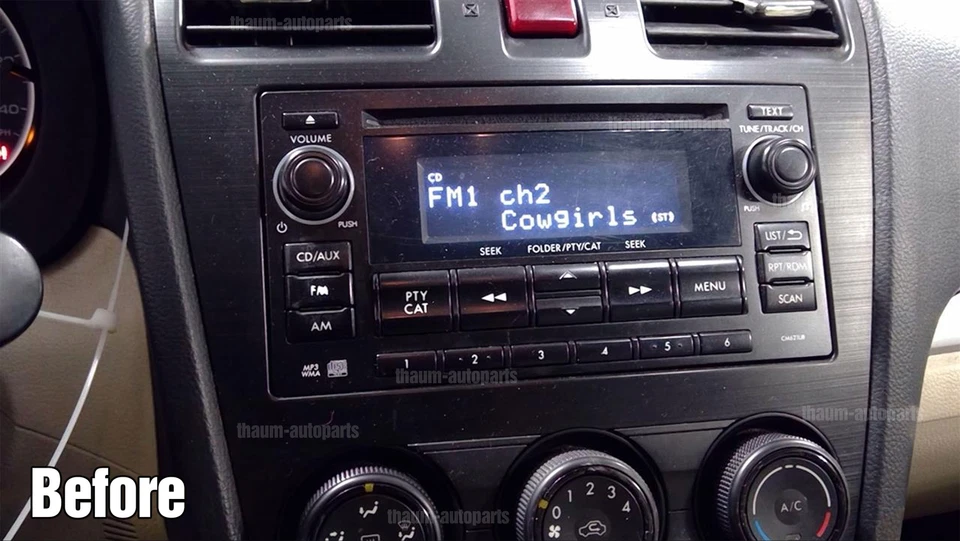 thaum-autoparts
thaum-autoparts
TEXT
VOLUME
TUNE/TRACK/CH
CD
FM1 ch2
Cowgirls (ST)
PUSH
PUSH
SEEK FOLDER/PTY/CAT SEEK
LIST/
CD/AUX
RPT/RDM
PTY
CAT
MENU
FM
SCAN
AM
1 2 3 4 5 6
MP3
WMA
thaum-autoparts
thaum-autoparts
thaum-autoparts
Before
0 1 2 3 4
A/C
thaum-autoparts